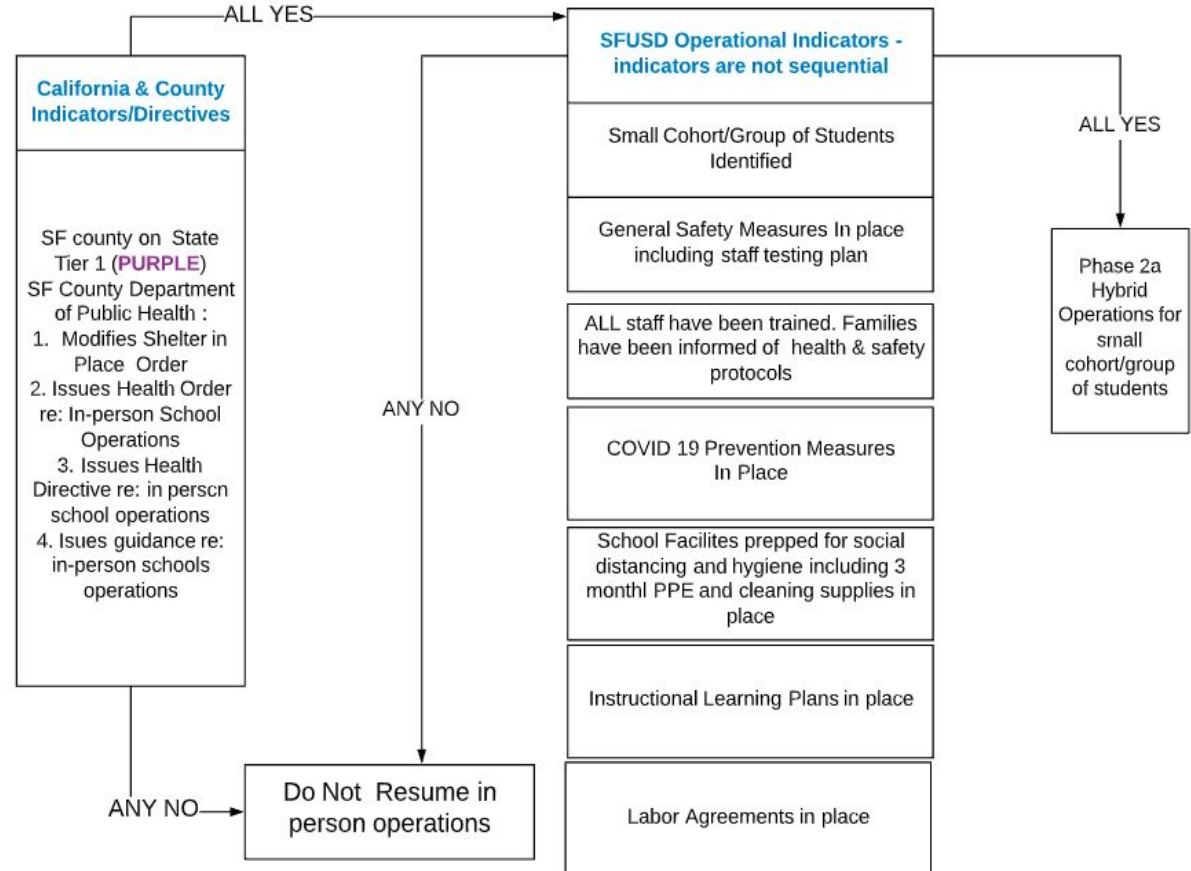 ALL YES
California & County
Indicators/Directives
SF county on State
Tier 1 (PURPLE)
SF County Department
of Public Health :
1. Modifies Shelter in
Place Order
2. Issues Health Order
re: In-person School
Operations
3. Issues Health
Directive re: in perscn
school operations
4. Isues guidance re:
in-person schools
operations
ANY NO
Do Not Resume in
person operations
ANY NO
SFUSD Operational Indicators -
indicators are not sequential
Small Cohort/Group of Students
Identified
General Safety Measures In place
including staff testing plan
ALL staff have been trained. Families
have been informed of health & safety
protocols
COVID 19 Prevention Measures
In Place
School Facilites prepped for social
distancing and hygiene including 3
monthl PPE and cleaning supplies in
place
Instructional Learning Plans in place
Labor Agreements in place
ALL YES
Phase 2a
Hybrid
Operations for
small
cohort/group
of students